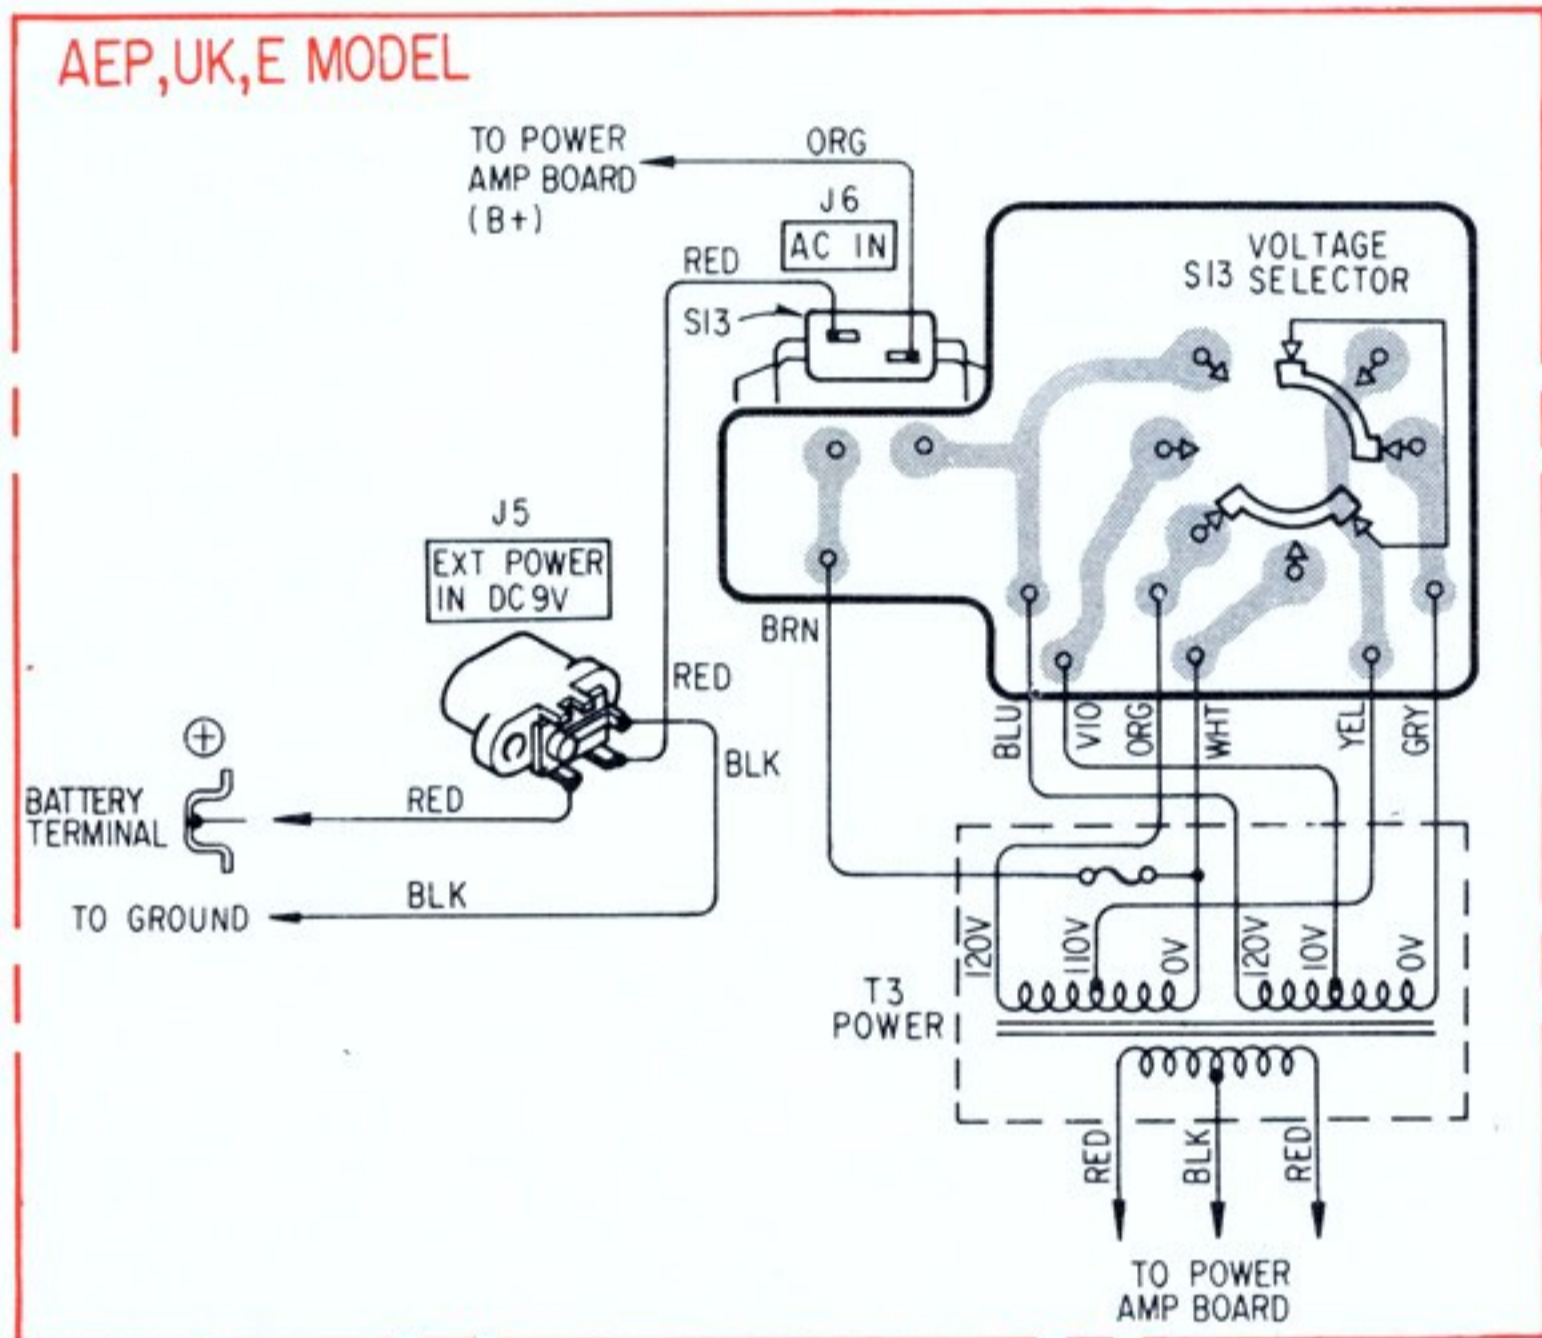 AEP,UK,E MODEL
TO POWER
AMP BOARD
(B+)
ORG
J6
AC IN
RED
S13
VOLTAGE
S13 SELECTOR
J5
EXT POWER
IN DC 9V
BRN
RED
BLK
BLU
VIO
ORG
WHT
YEL
GRY
⊕
BATTERY
TERMINAL
RED
TO GROUND
BLK
120V
110V
0V
120V
10V
0V
T3
POWER
RED
BLK
RED
TO POWER
AMP BOARD